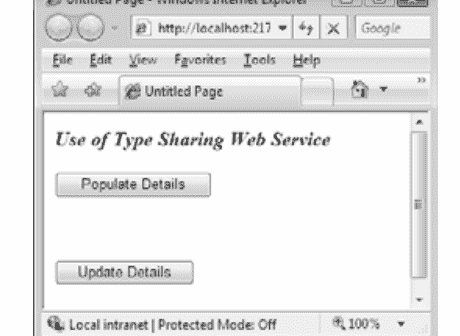 Untitled Page - Windows Internet Explorer
http://localhost:217
Google
File Edit View Favorites Tools Help
Untitled Page
Use of Type Sharing Web Service
Populate Details
Update Details
Local intranet | Protected Mode: Off
100%